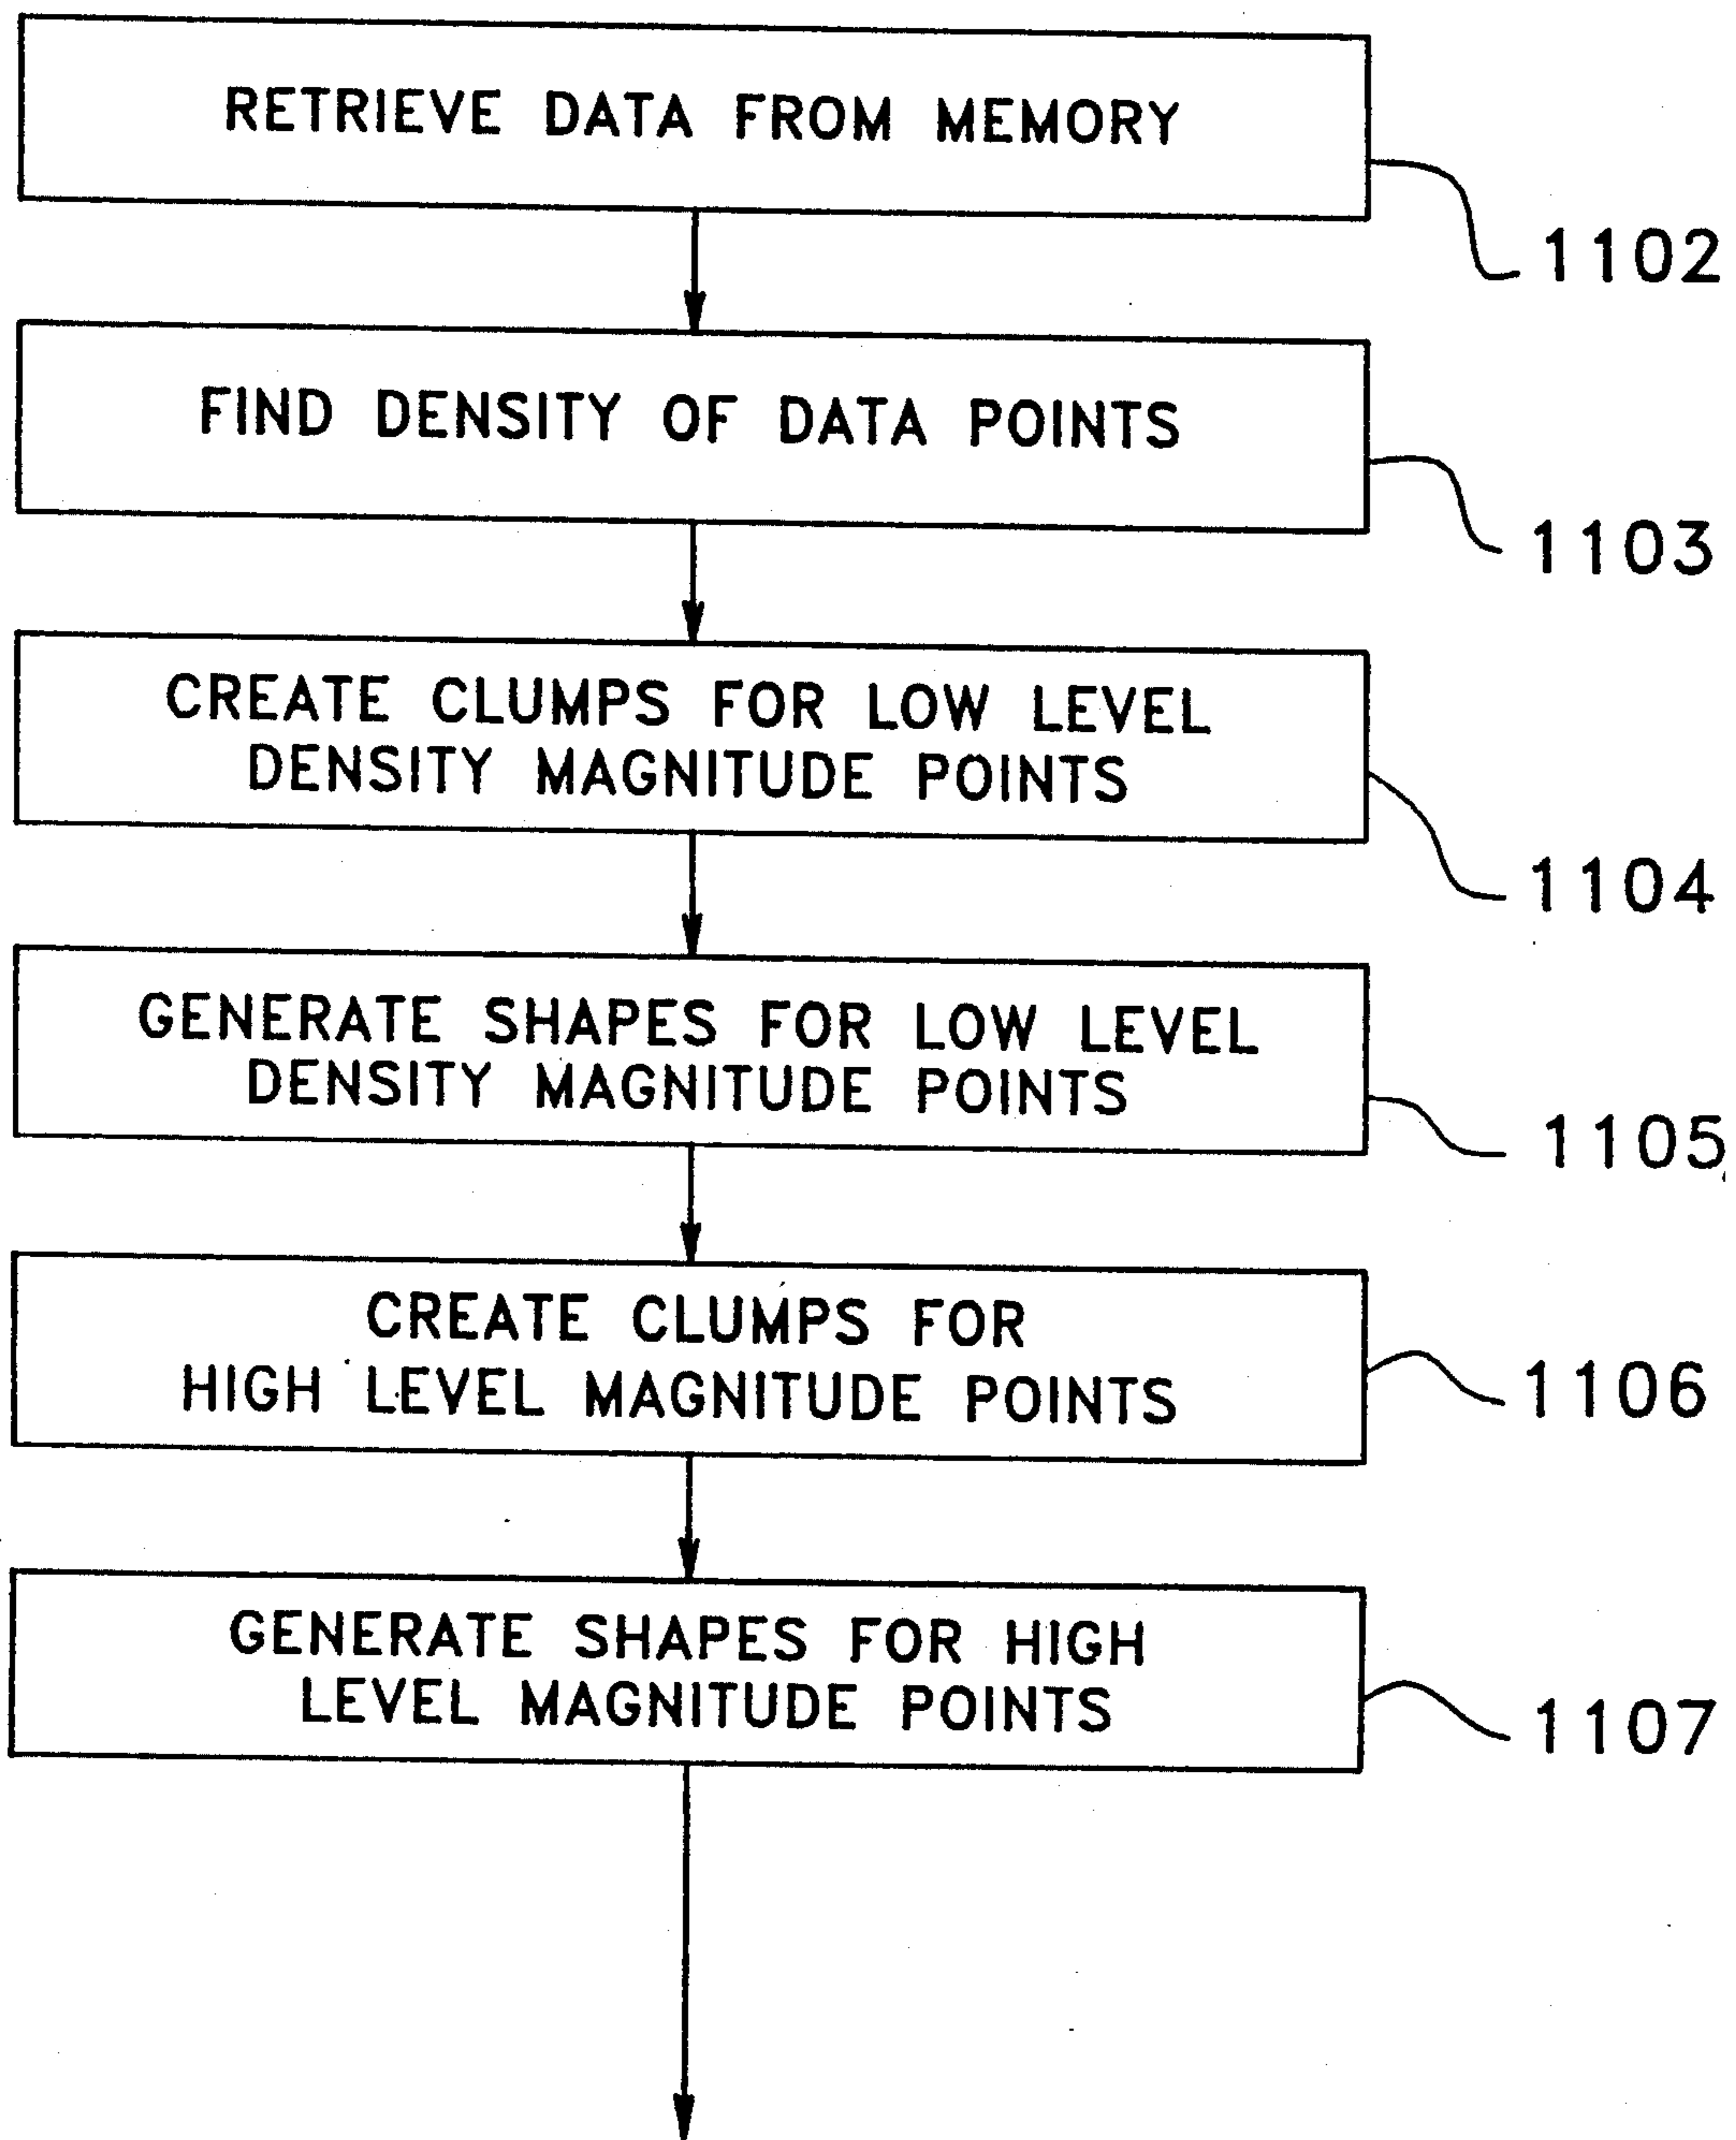 RETRIEVE DATA FROM MEMORY
1102
FIND DENSITY OF DATA POINTS
1103
CREATE CLUMPS FOR LOW LEVEL
DENSITY MAGNITUDE POINTS
1104
GENERATE SHAPES FOR LOW LEVEL
DENSITY MAGNITUDE POINTS
1105
CREATE CLUMPS FOR
HIGH LEVEL MAGNITUDE POINTS
1106
GENERATE SHAPES FOR HIGH
LEVEL MAGNITUDE POINTS
1107